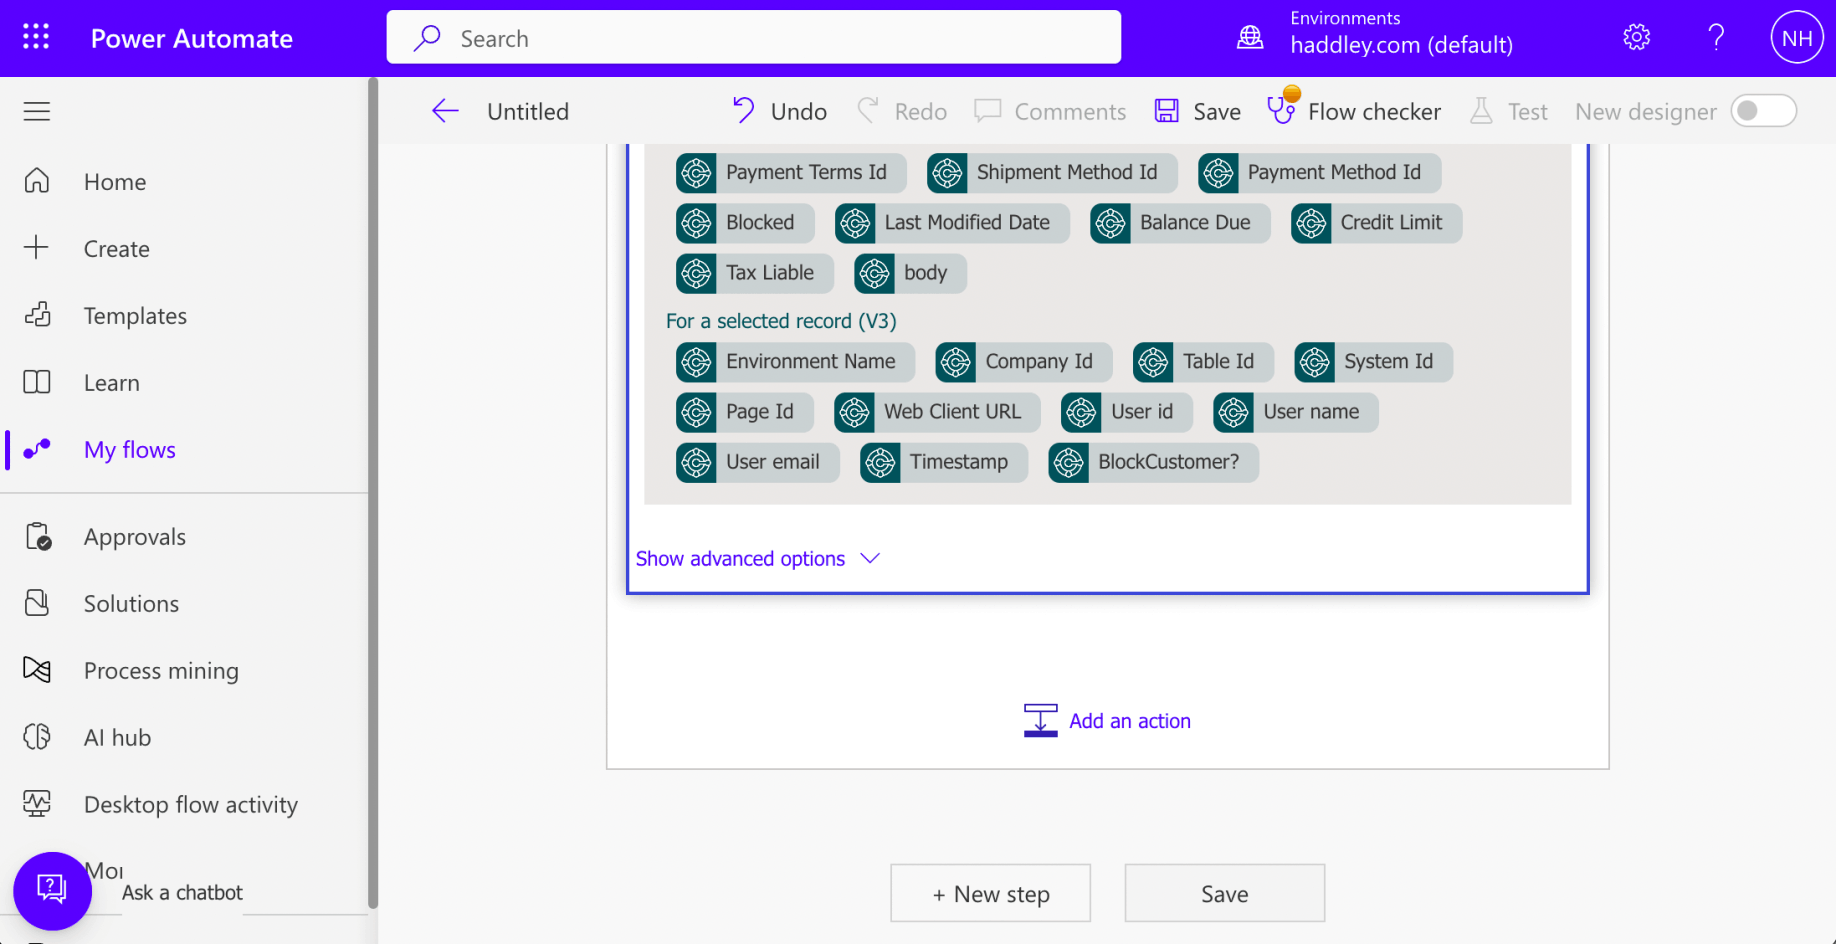 Power Automate
Search
Environments
haddley.com (default)
NH
Untitled
Undo
Redo
Comments
Save
Flow checker
Test
New designer
Home
Create
Templates
Learn
My flows
Approvals
Solutions
Process mining
AI hub
Desktop flow activity
Ask a chatbot
Payment Terms Id Shipment Method Id Payment Method Id
Blocked Last Modified Date Balance Due Credit Limit
Tax Liable body
For a selected record (V3)
Environment Name Company Id Table Id System Id
Page Id Web Client URL User id User name
User email Timestamp BlockCustomer?
Show advanced options
Add an action
+ New step
Save